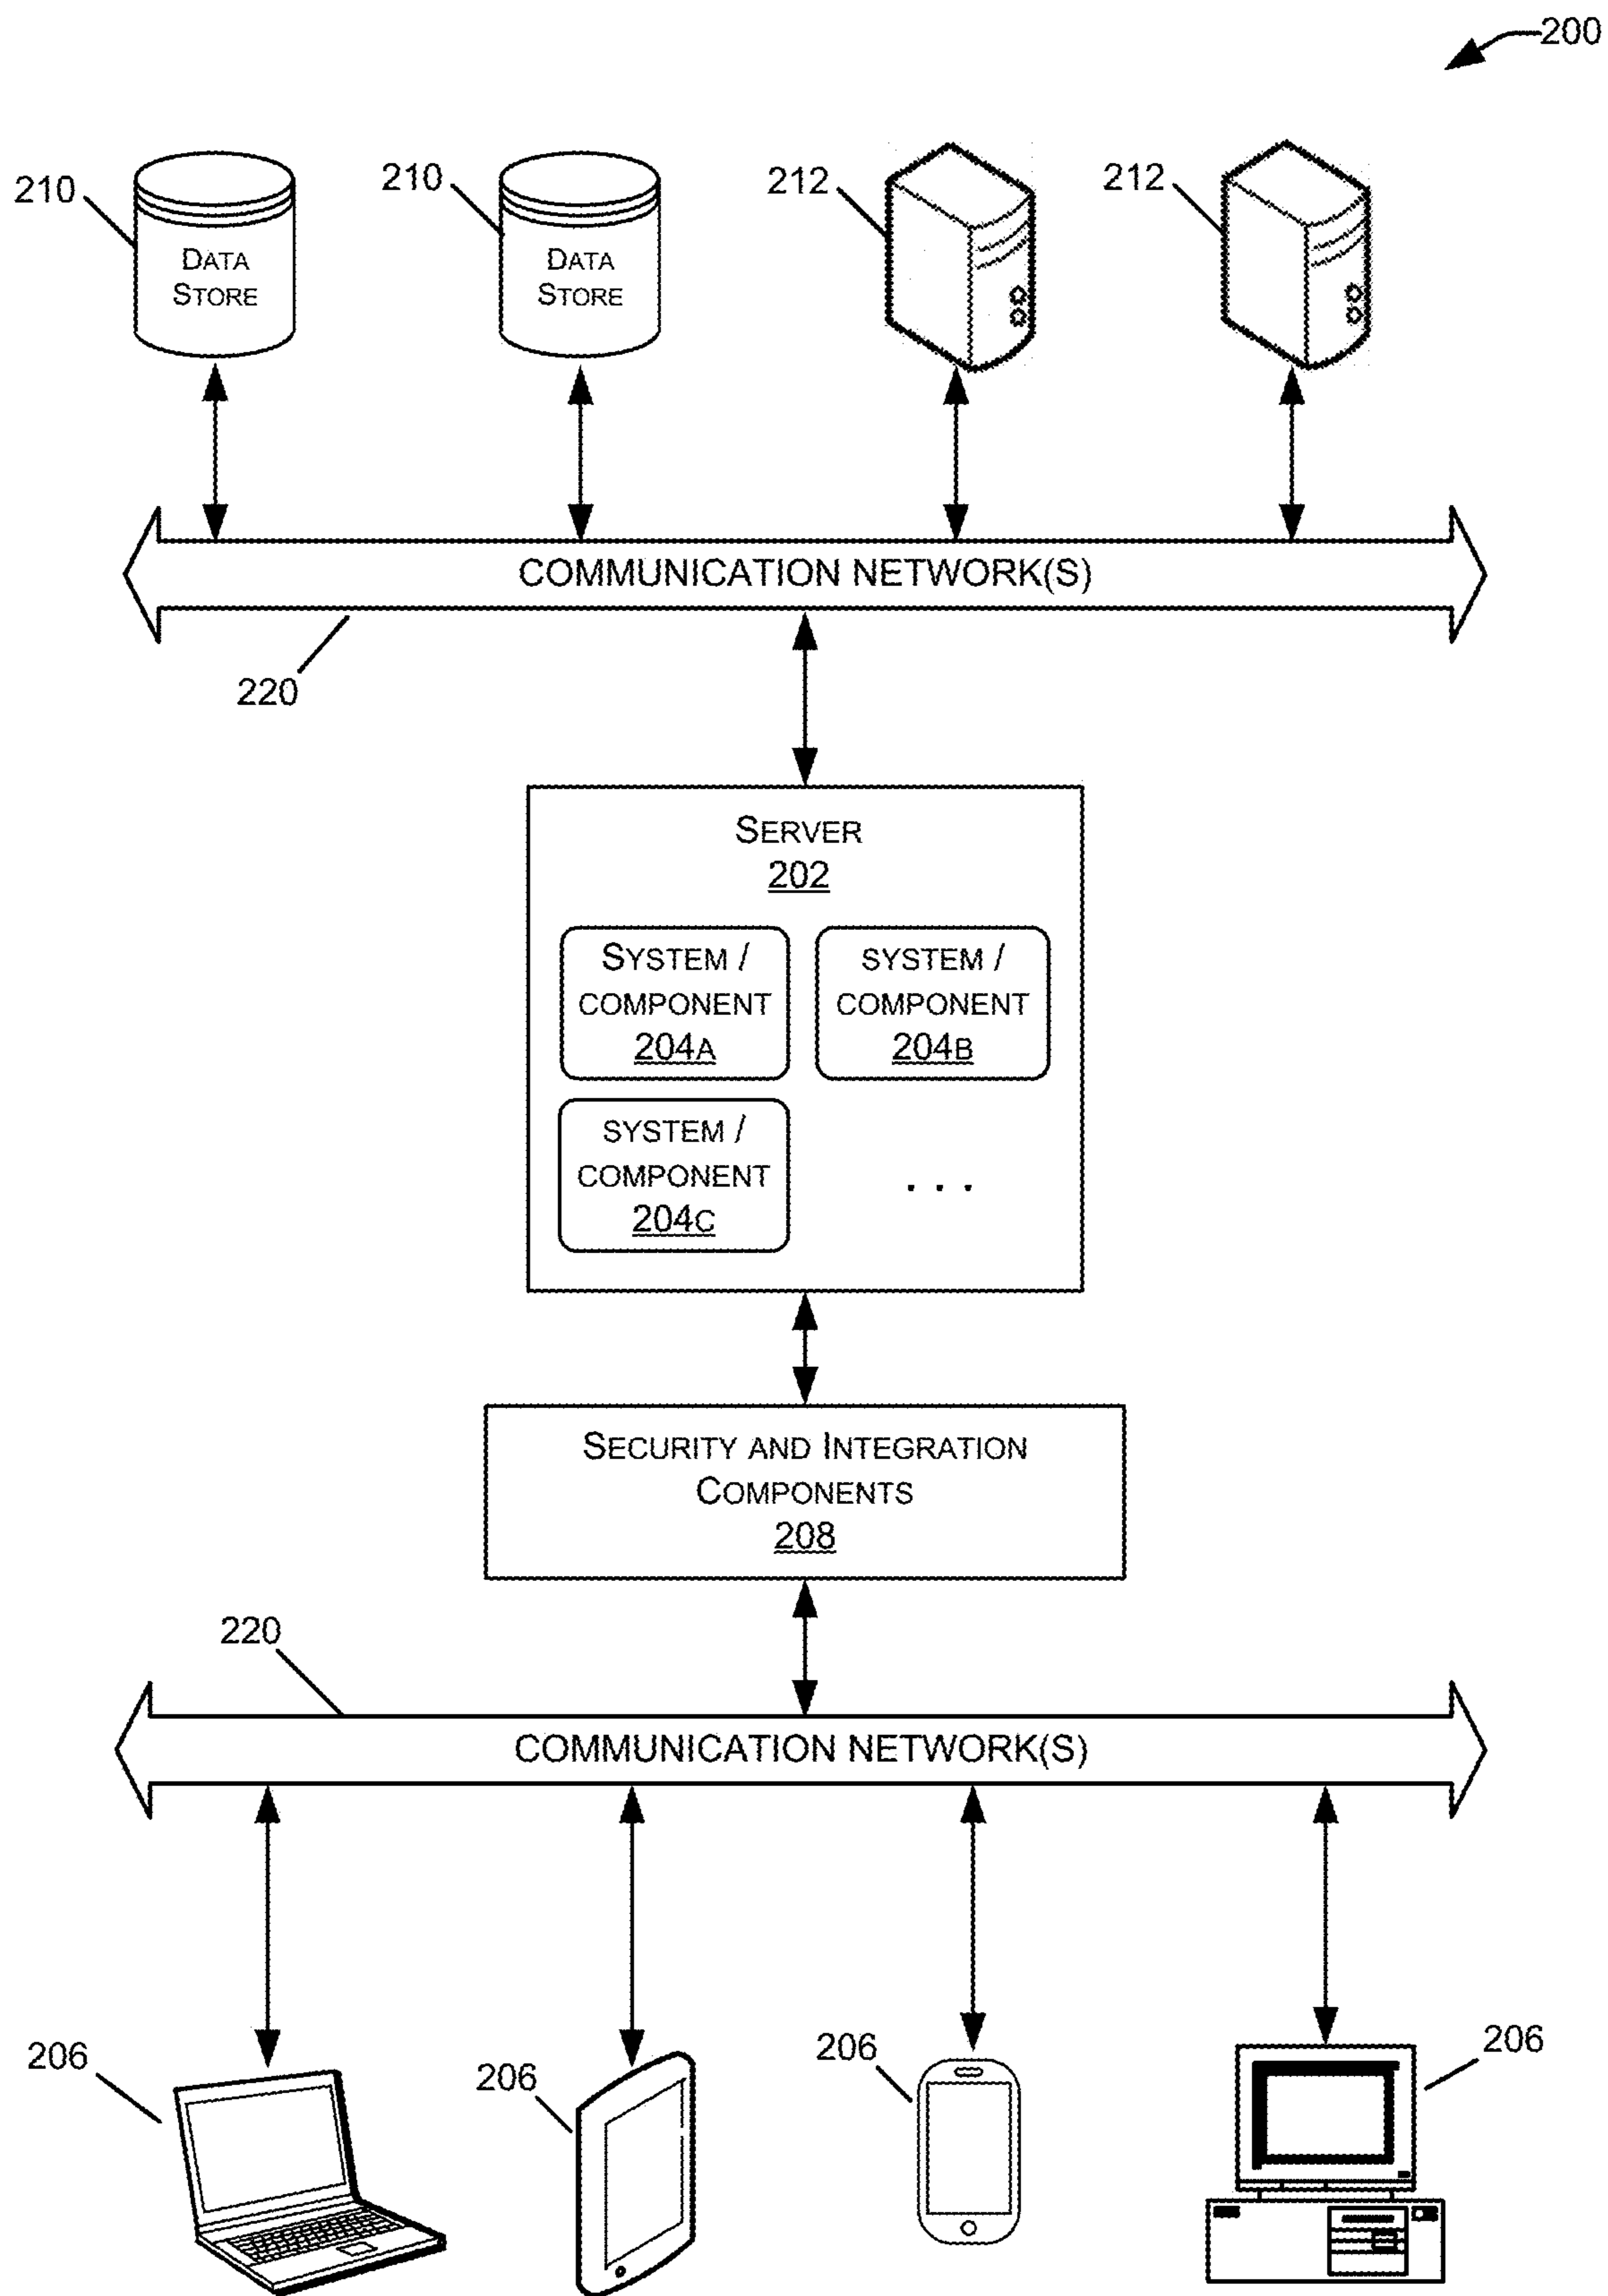 200
210
210
212
212
DATA
STORE
DATA
STORE
COMMUNICATION NETWORK(S)
220
SERVER
202
SYSTEM /
COMPONENT
204A
SYSTEM /
COMPONENT
204B
SYSTEM /
COMPONENT
204C
. . .
SECURITY AND INTEGRATION
COMPONENTS
208
220
COMMUNICATION NETWORK(S)
206
206
206
206